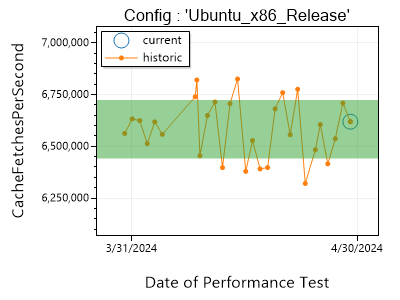 Config : 'Ubuntu_x86_Release'
CacheFetchesPerSecond
7,000,000
6,750,000
6,500,000
6,250,000
current
historic
3/31/2024
4/30/2024
Date of Performance Test